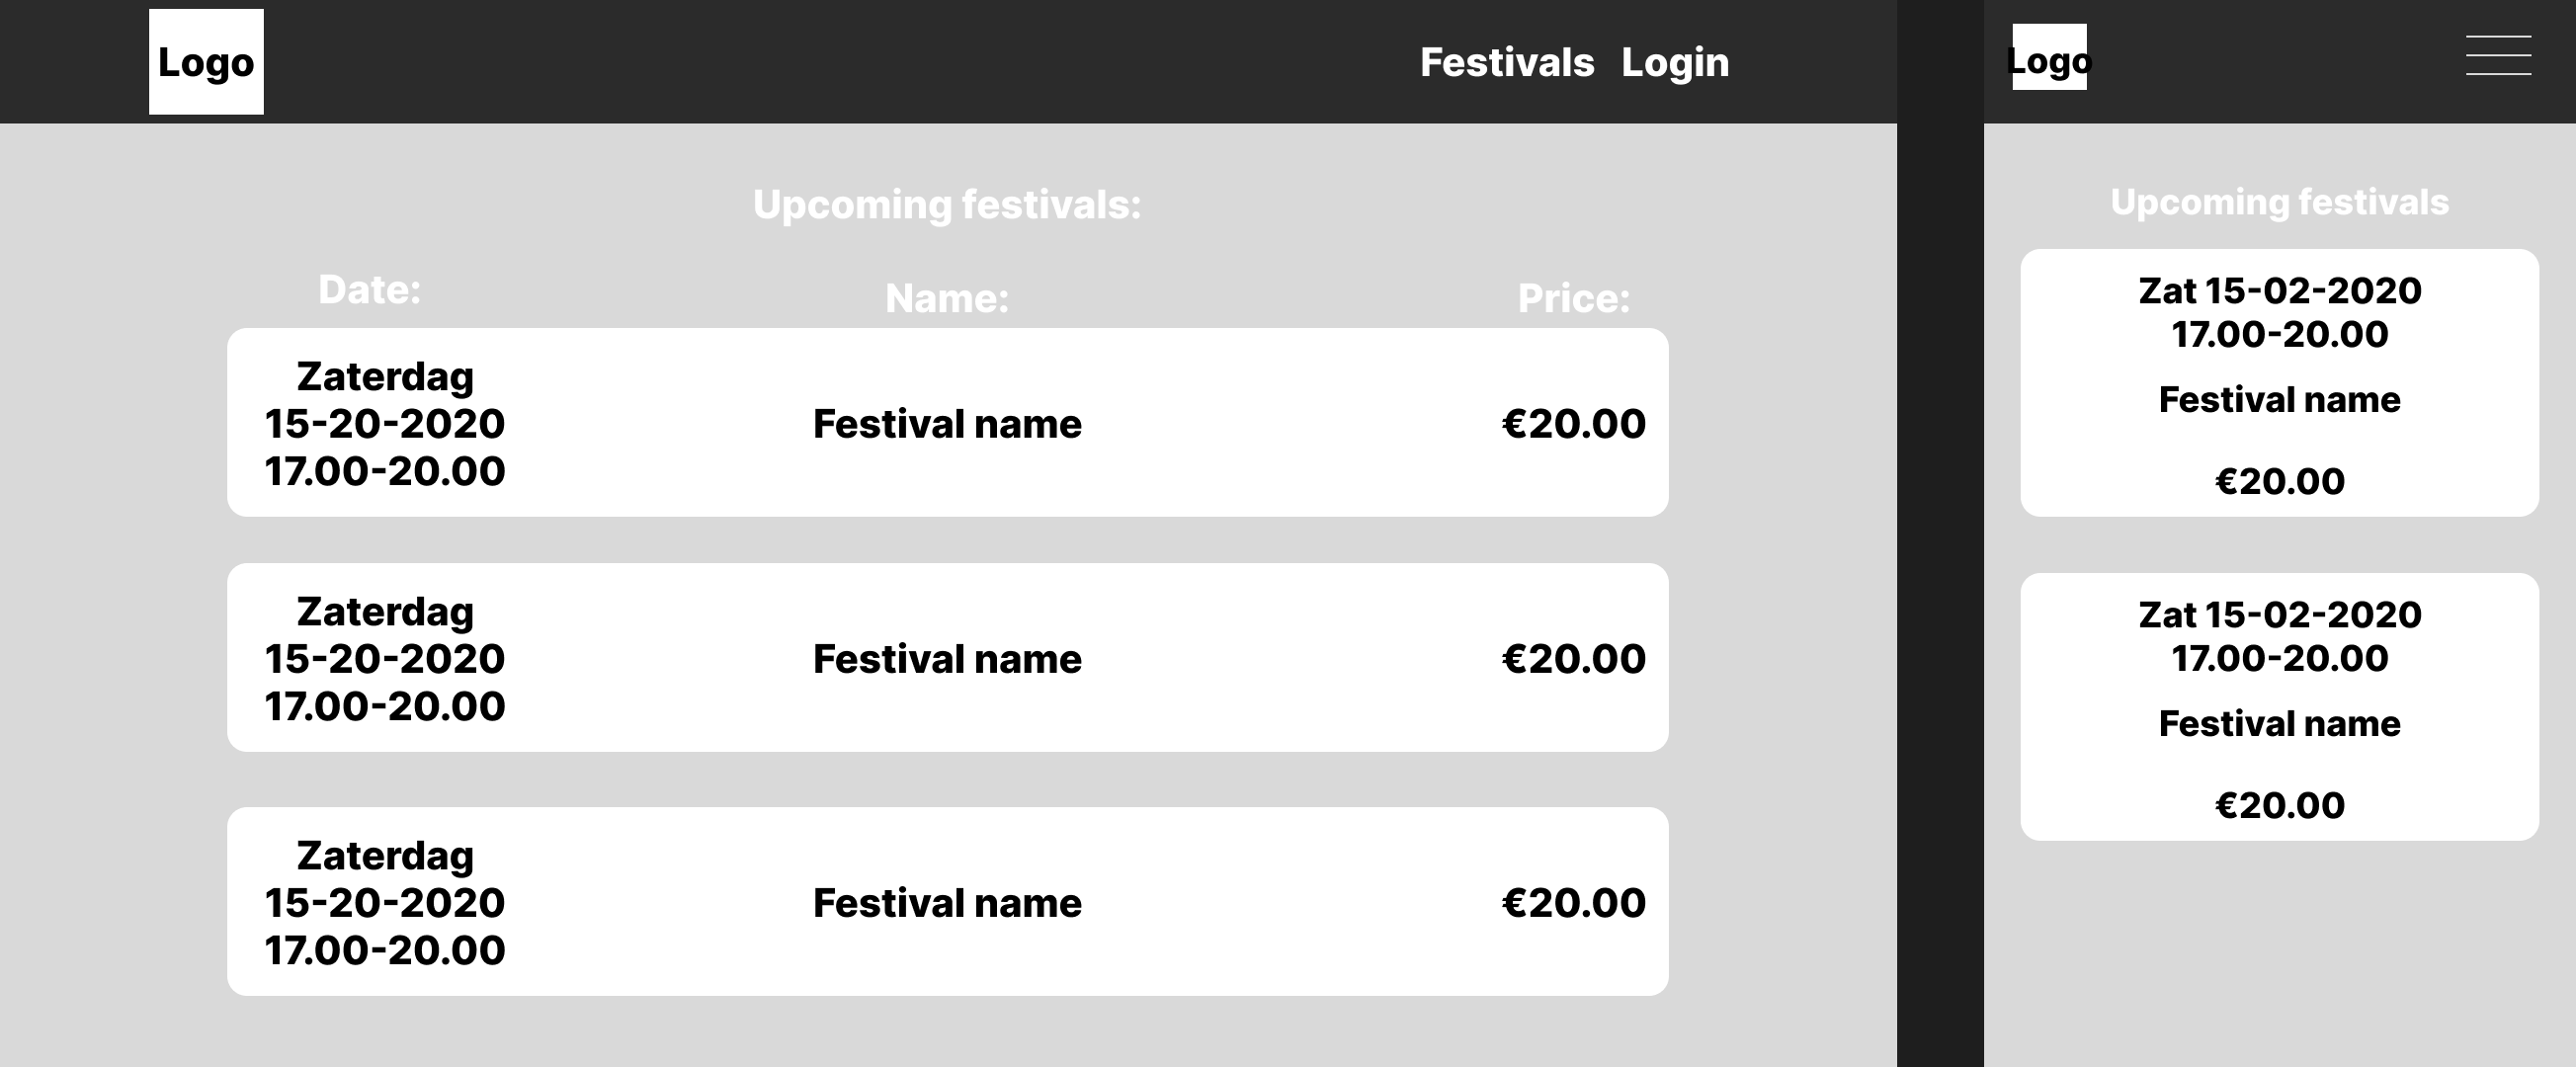 Logo
Festivals Login
Upcoming festivals:
Date:
Name:
Price:
Zaterdag
15-20-2020
17.00-20.00
Festival name
€20.00
Zaterdag
15-20-2020
17.00-20.00
Festival name
€20.00
Zaterdag
15-20-2020
17.00-20.00
Festival name
€20.00
Logo
Upcoming festivals
Zat 15-02-2020
17.00-20.00
Festival name
€20.00
Zat 15-02-2020
17.00-20.00
Festival name
€20.00